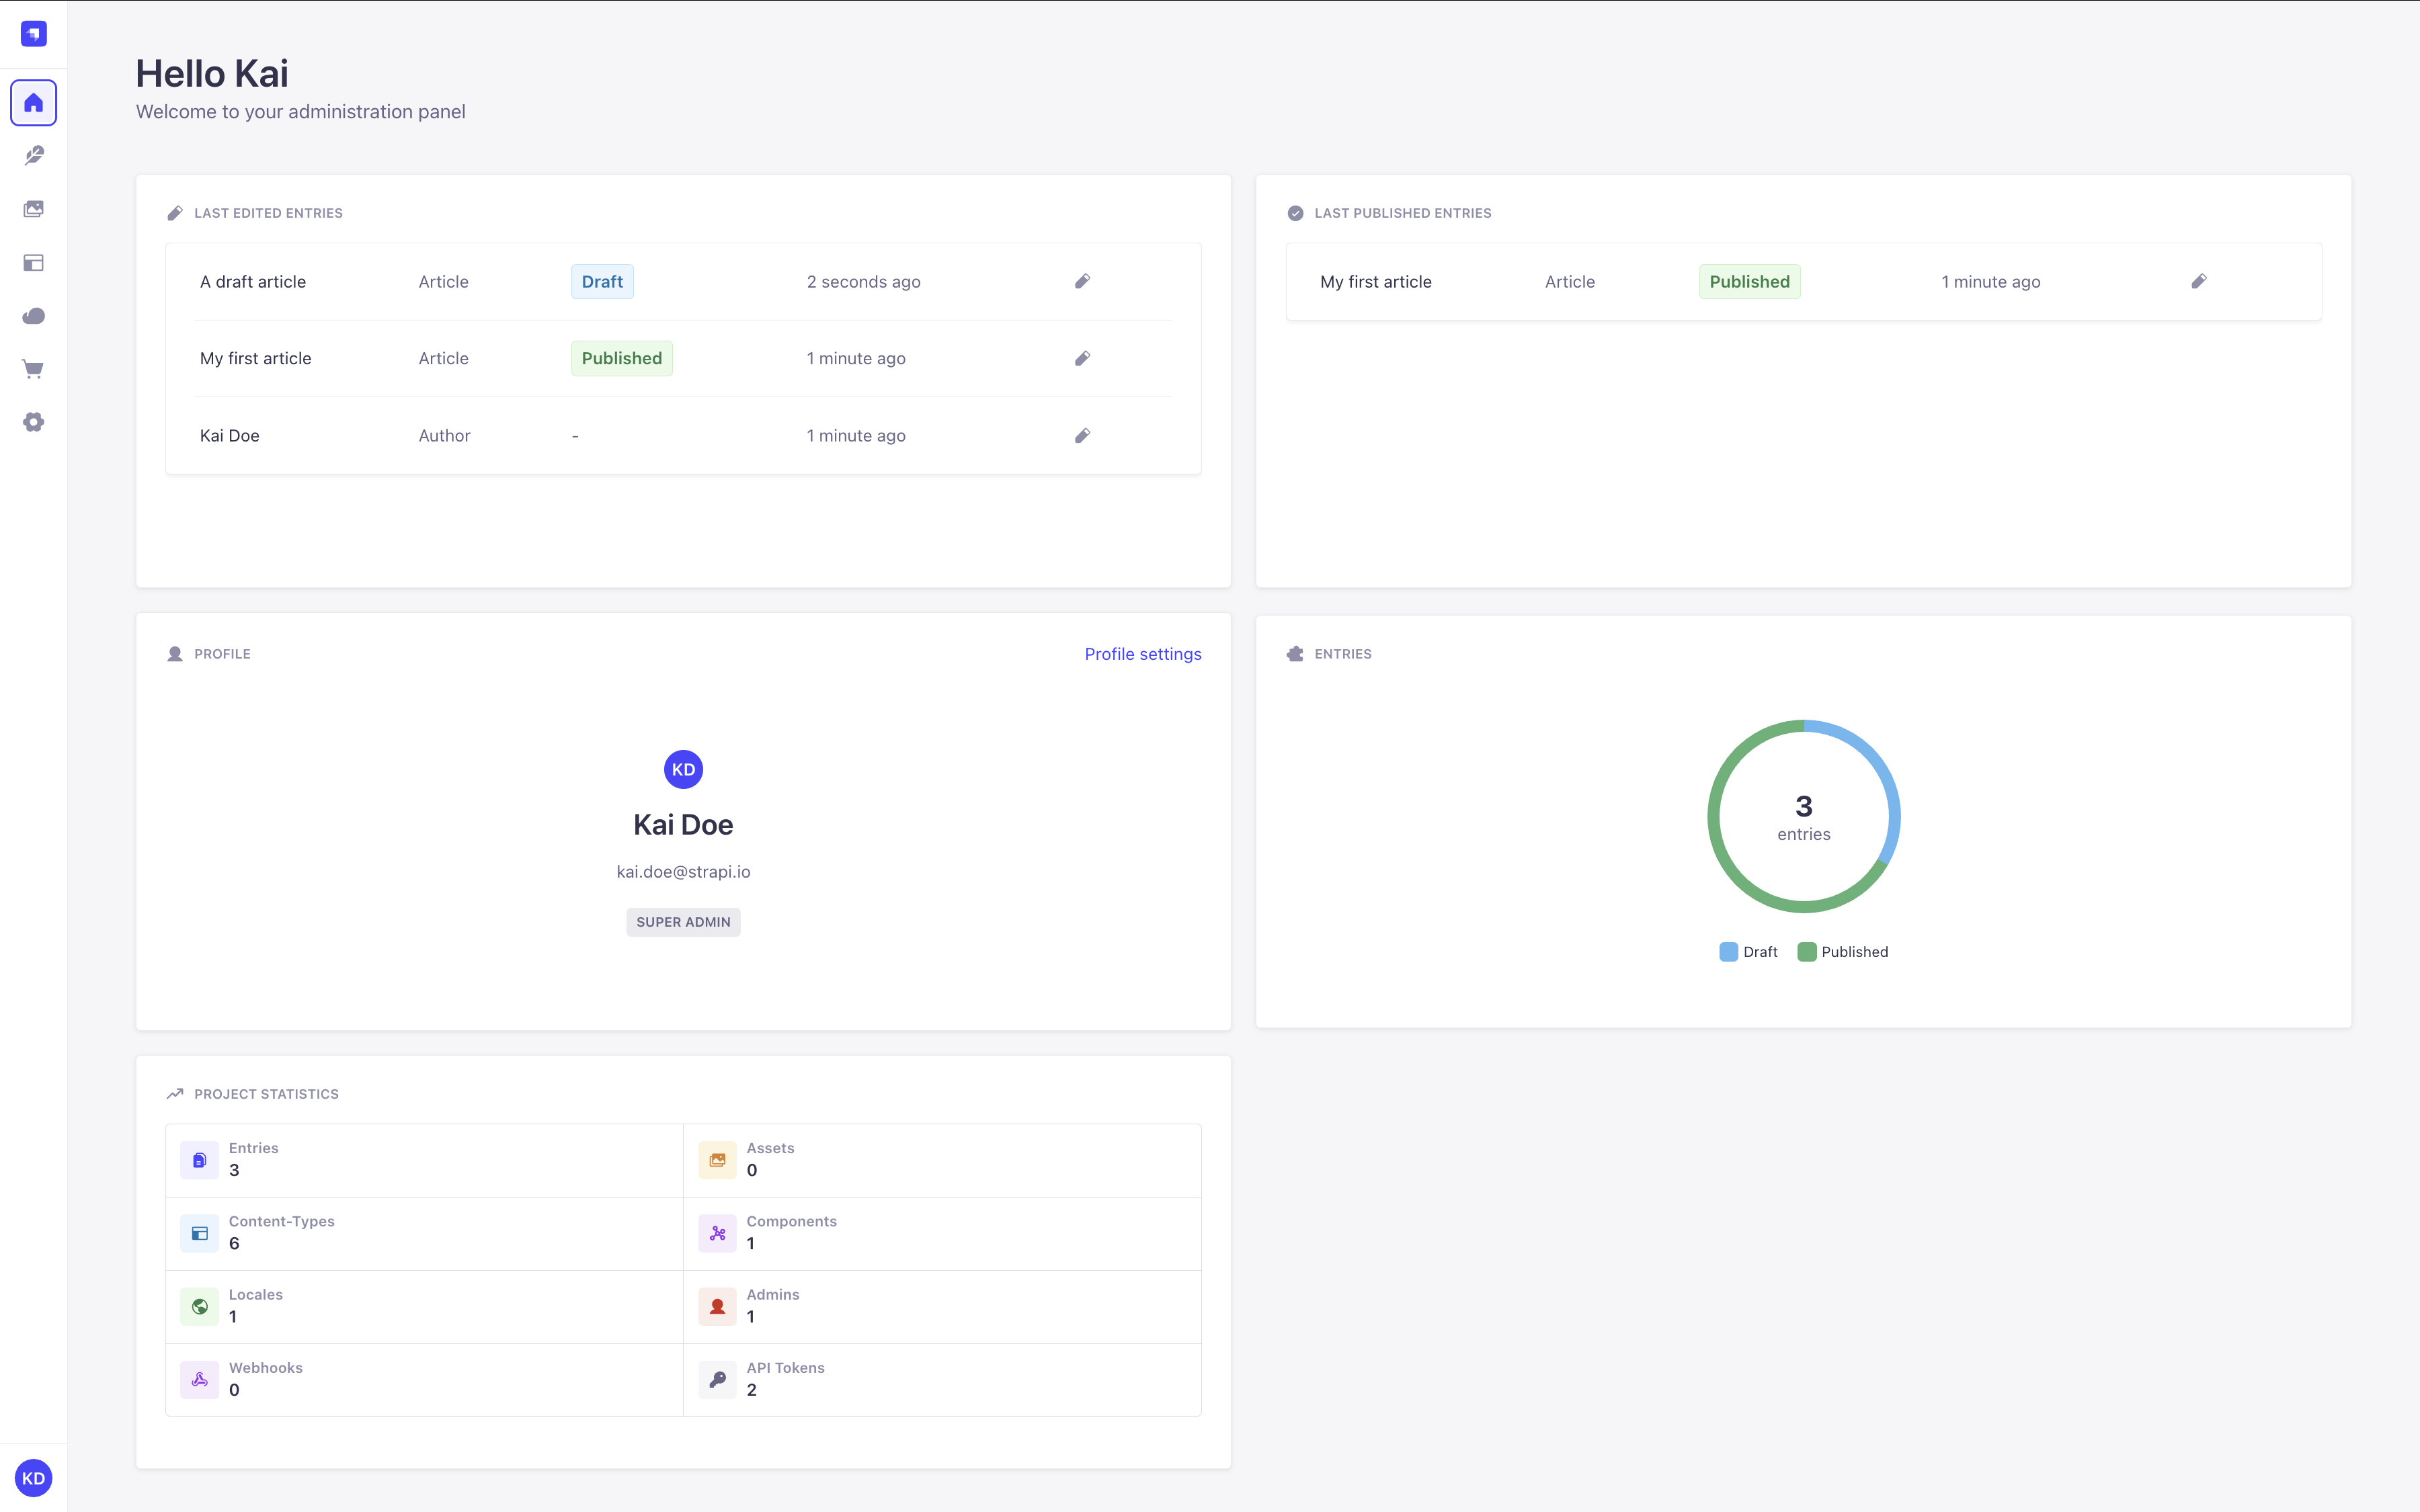 Hello Kai
Welcome to your administration panel
LAST EDITED ENTRIES
A draft article Article Draft 2 seconds ago
My first article Article Published 1 minute ago
Kai Doe Author - 1 minute ago
LAST PUBLISHED ENTRIES
My first article Article Published 1 minute ago
PROFILE Profile settings
KD
Kai Doe
kai.doe@strapi.io
SUPER ADMIN
ENTRIES
3
entries
Draft Published
PROJECT STATISTICS
Entries
3
Assets
0
Content-Types
6
Components
1
Locales
1
Admins
1
Webhooks
0
API Tokens
2
KD